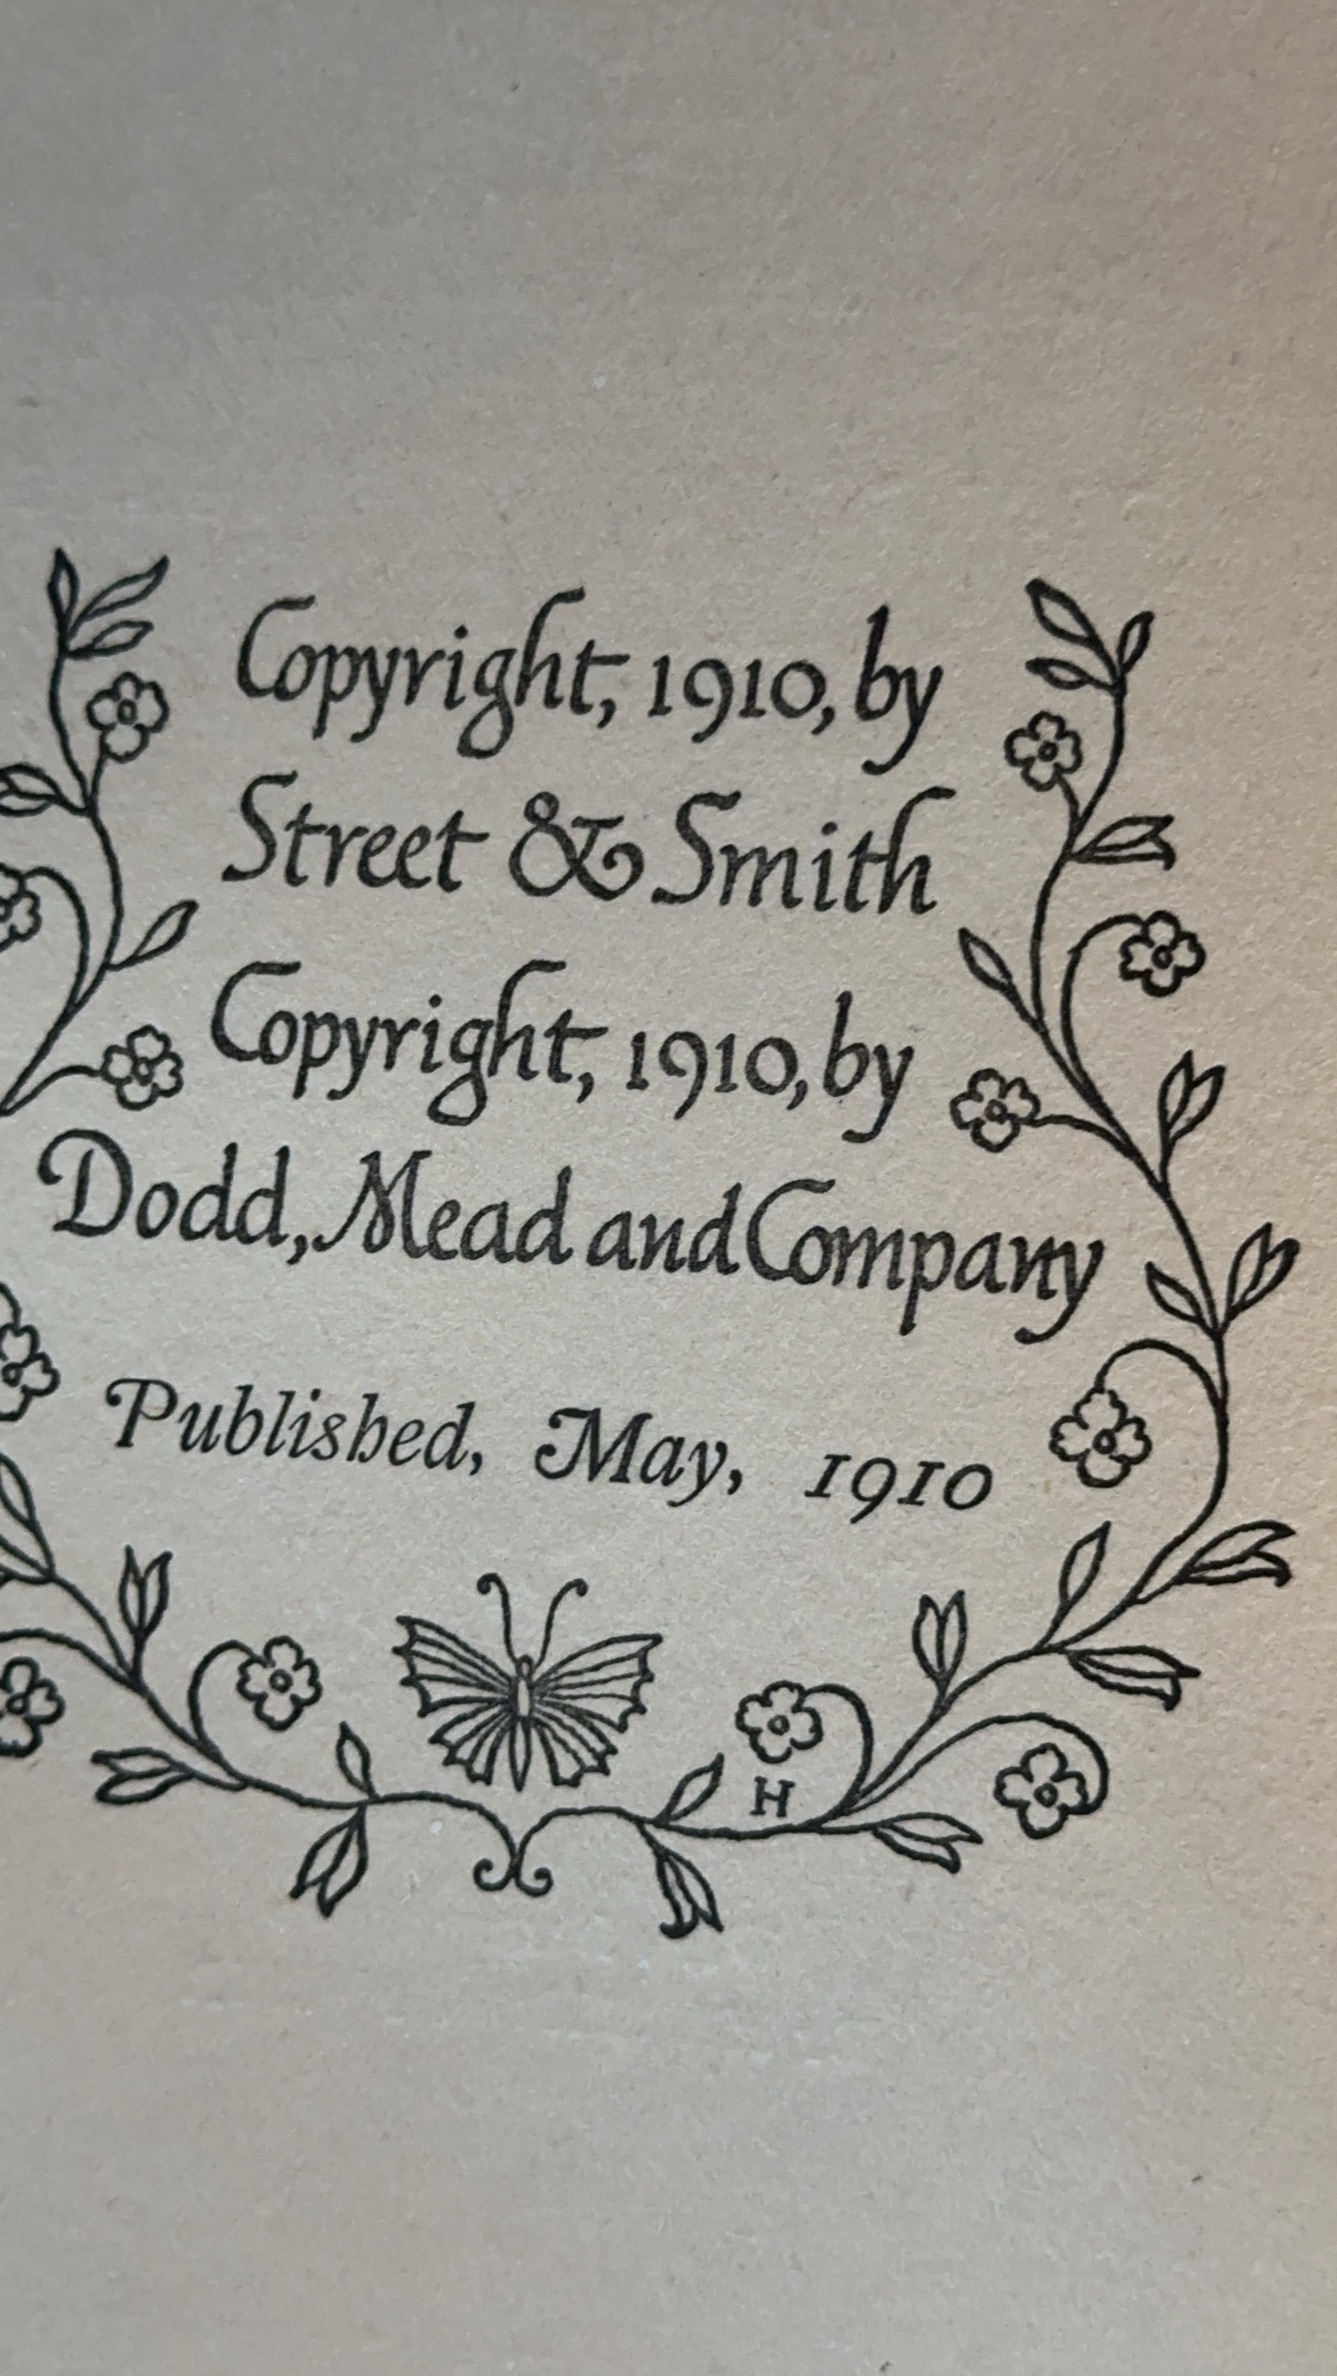 Copyright, 1910, by
Street & Smith
Copyright, 1910, by
Dodd, Mead and Company
Published, May, 1910
H